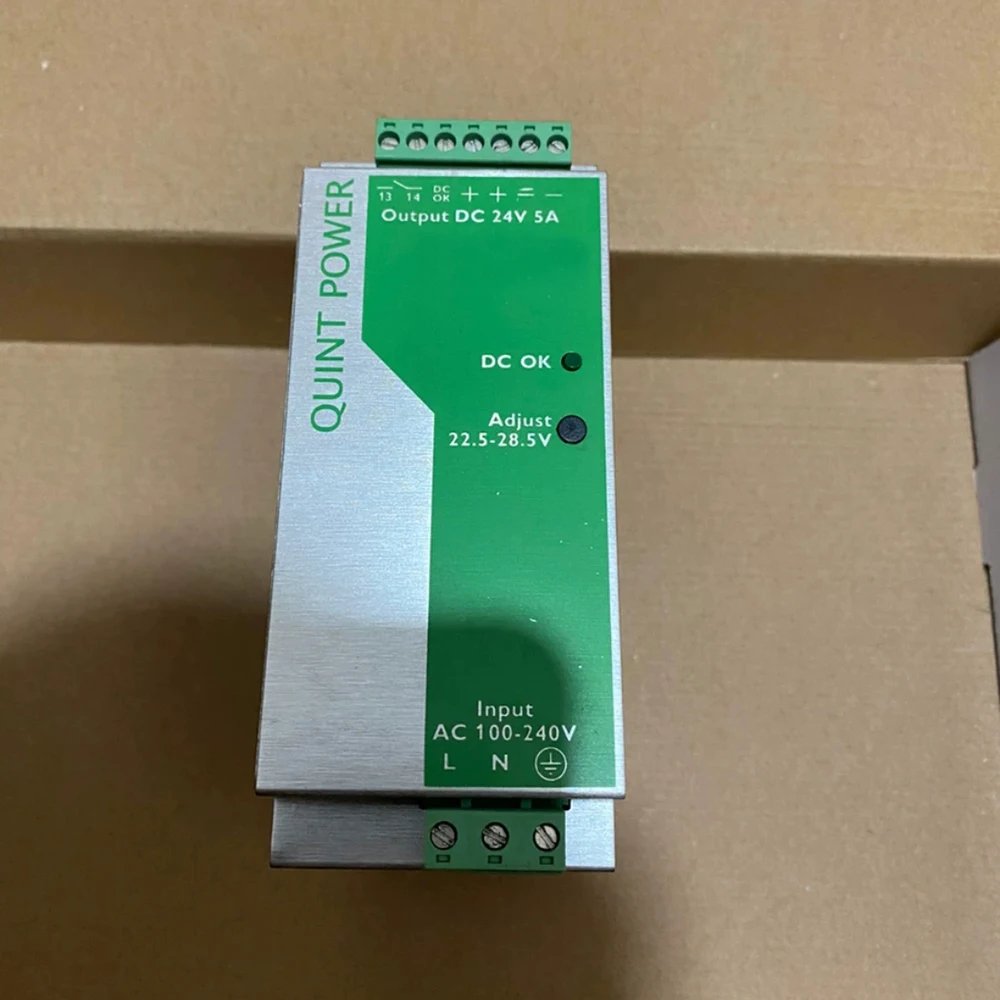 QUINT POWER
13 14 DC OK + + = −
Output DC 24V 5A
DC OK
Adjust
22.5-28.5V
Input
AC 100-240V
L N